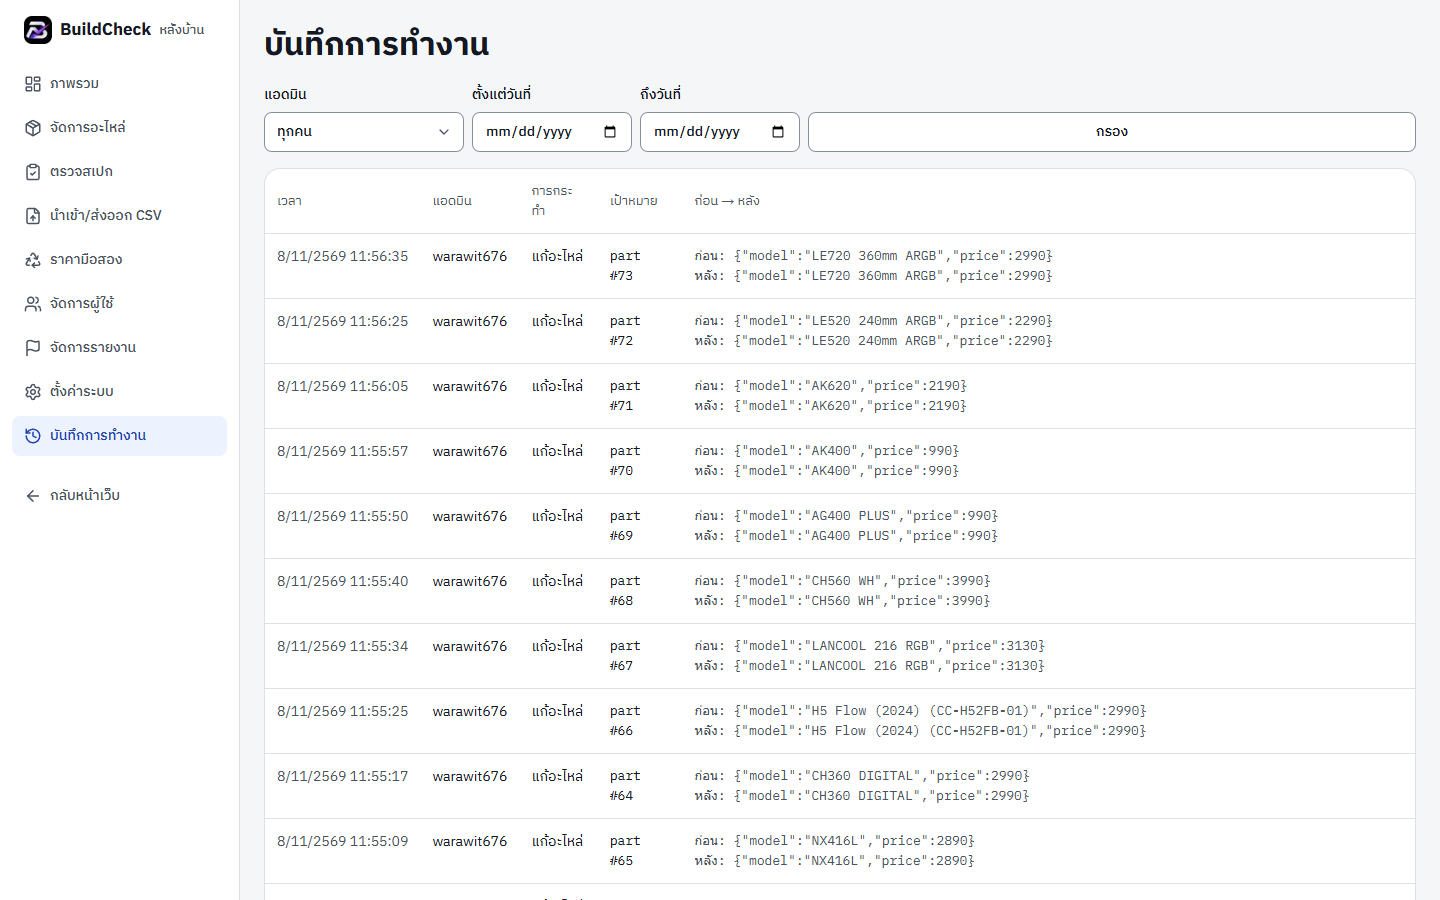 BuildCheck หลังบ้าน
ภาพรวม
จัดการอะไหล่
ตรวจสเปก
นำเข้า/ส่งออก CSV
ราคามือสอง
จัดการผู้ใช้
จัดการรายงาน
ตั้งค่าระบบ
บันทึกการทำงาน
กลับหน้าเว็บ
บันทึกการทำงาน
แอดมิน ตั้งแต่วันที่ ถึงวันที่
ทุกคน mm/dd/yyyy mm/dd/yyyy กรอง
เวลา แอดมิน การกระทำ เป้าหมาย ก่อน → หลัง
8/11/2569 11:56:35 warawit676 แก้อะไหล่ part ก่อน: {"model":"LE720 360mm ARGB","price":2990}
#73 หลัง: {"model":"LE720 360mm ARGB","price":2990}
8/11/2569 11:56:25 warawit676 แก้อะไหล่ part ก่อน: {"model":"LE520 240mm ARGB","price":2290}
#72 หลัง: {"model":"LE520 240mm ARGB","price":2290}
8/11/2569 11:56:05 warawit676 แก้อะไหล่ part ก่อน: {"model":"AK620","price":2190}
#71 หลัง: {"model":"AK620","price":2190}
8/11/2569 11:55:57 warawit676 แก้อะไหล่ part ก่อน: {"model":"AK400","price":990}
#70 หลัง: {"model":"AK400","price":990}
8/11/2569 11:55:50 warawit676 แก้อะไหล่ part ก่อน: {"model":"AG400 PLUS","price":990}
#69 หลัง: {"model":"AG400 PLUS","price":990}
8/11/2569 11:55:40 warawit676 แก้อะไหล่ part ก่อน: {"model":"CH560 WH","price":3990}
#68 หลัง: {"model":"CH560 WH","price":3990}
8/11/2569 11:55:34 warawit676 แก้อะไหล่ part ก่อน: {"model":"LANCOOL 216 RGB","price":3130}
#67 หลัง: {"model":"LANCOOL 216 RGB","price":3130}
8/11/2569 11:55:25 warawit676 แก้อะไหล่ part ก่อน: {"model":"H5 Flow (2024) (CC-H52FB-01)","price":2990}
#66 หลัง: {"model":"H5 Flow (2024) (CC-H52FB-01)","price":2990}
8/11/2569 11:55:17 warawit676 แก้อะไหล่ part ก่อน: {"model":"CH360 DIGITAL","price":2990}
#64 หลัง: {"model":"CH360 DIGITAL","price":2990}
8/11/2569 11:55:09 warawit676 แก้อะไหล่ part ก่อน: {"model":"NX416L","price":2890}
#65 หลัง: {"model":"NX416L","price":2890}